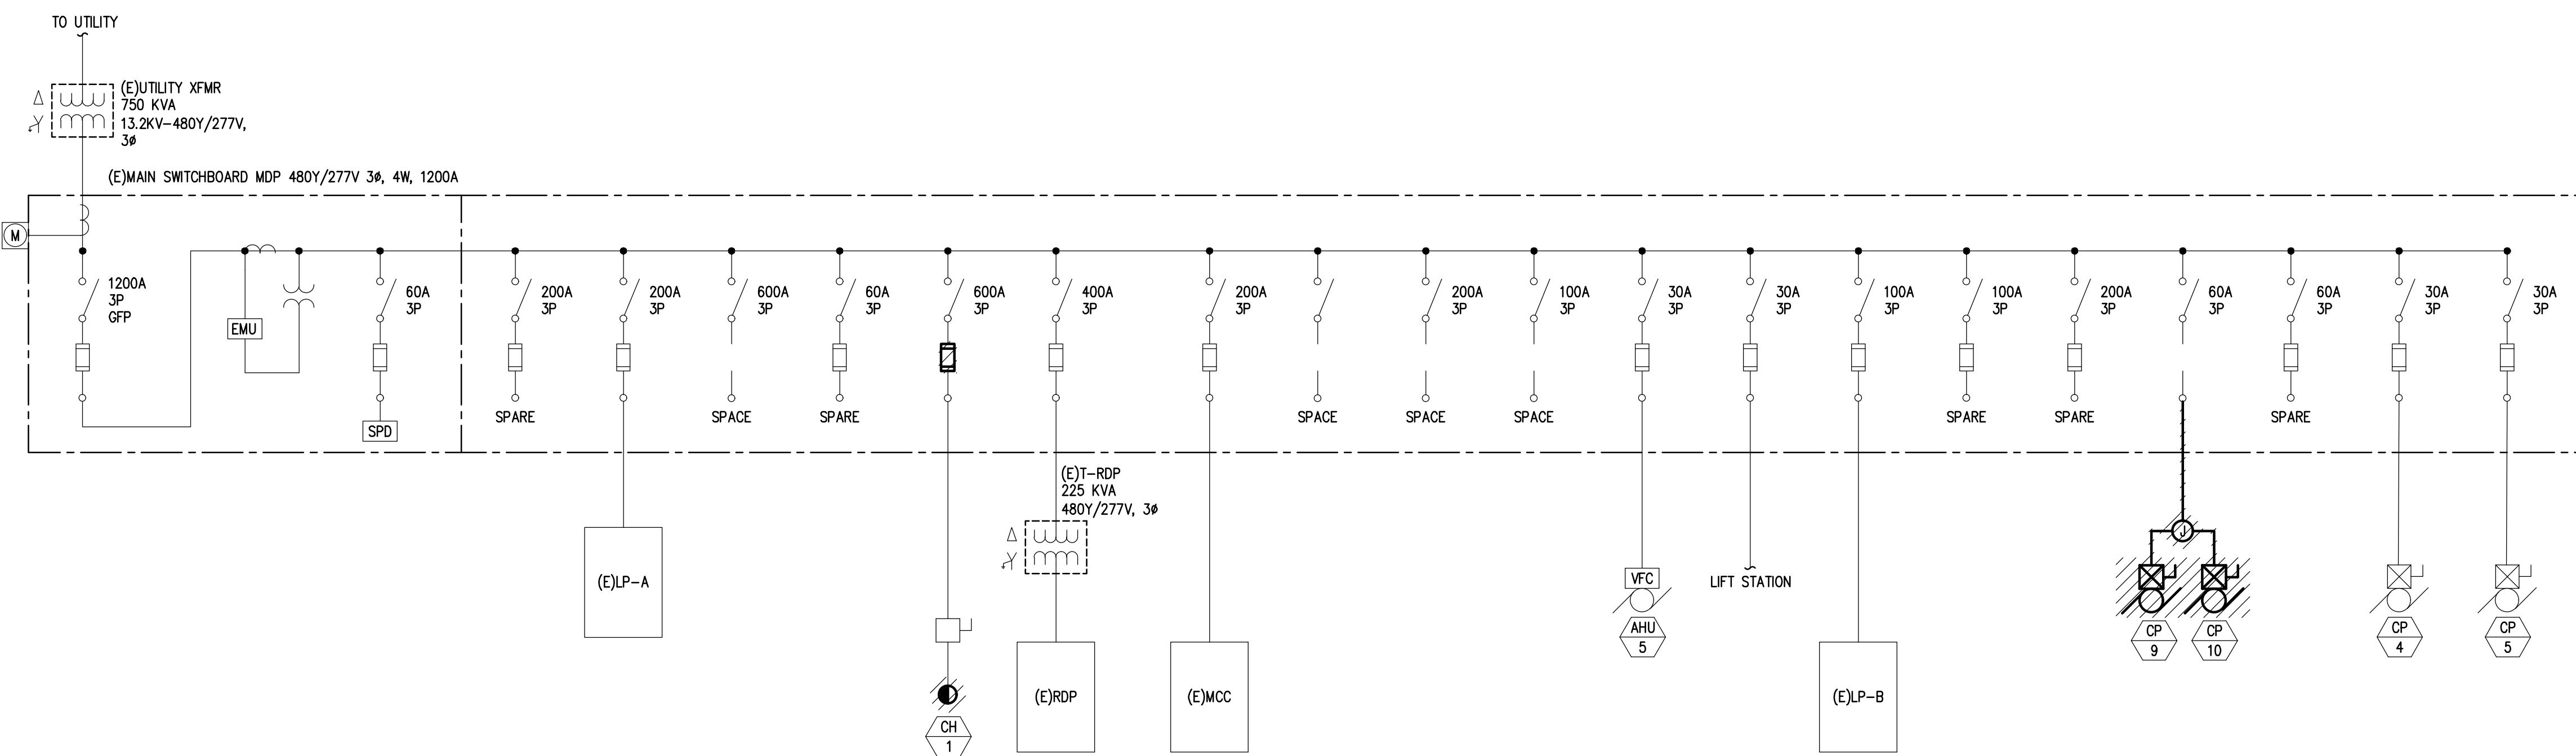 TO UTILITY
(E)UTILITY XFMR
750 KVA
13.2KV-480Y/277V,
3ø
Δ
Y
(E)MAIN SWITCHBOARD MDP 480Y/277V 3ø, 4W, 1200A
M
1200A
3P
GFP
EMU
60A
3P
SPD
200A
3P
SPARE
200A
3P
(E)LP-A
600A
3P
SPACE
60A
3P
SPARE
600A
3P
CH
1
400A
3P
(E)T-RDP
225 KVA
480Y/277V, 3ø
Δ
Y
(E)RDP
200A
3P
(E)MCC
SPACE
200A
3P
SPACE
100A
3P
SPACE
30A
3P
VFC
AHU
5
30A
3P
LIFT STATION
100A
3P
(E)LP-B
100A
3P
SPARE
200A
3P
SPARE
60A
3P
J
CP
9
CP
10
60A
3P
SPARE
30A
3P
CP
4
30A
3P
CP
5